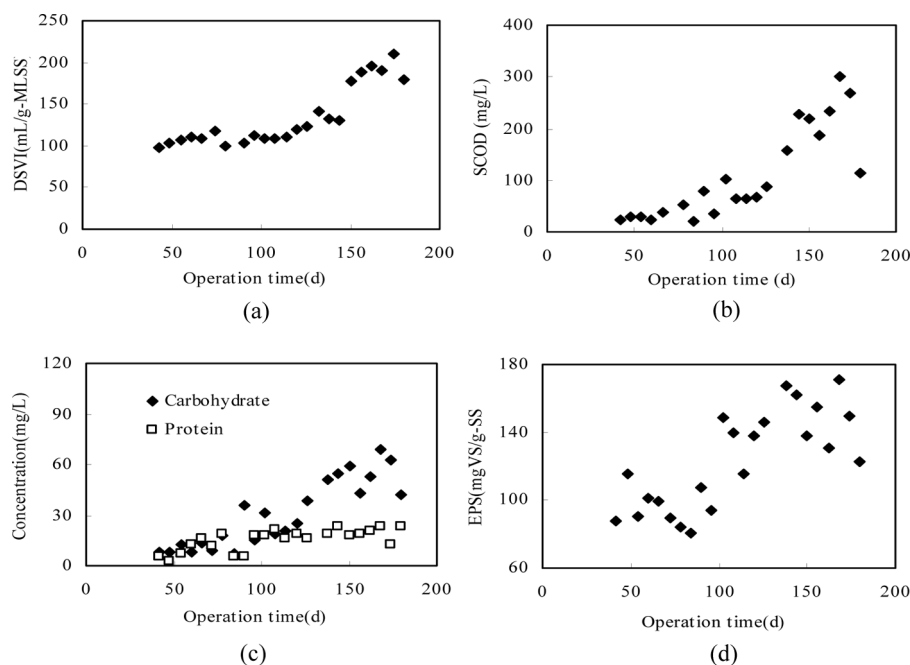 (a)
250
200
150
100
50
0
DSVI(mL/g-MLSS)
0 50 100 150 200
Operation time(d)
(b)
SCOD (mg/L)
400
300
200
100
0
0 50 100 150 200
Operation time (d)
(a)
(b)
Concentration(mg/L)
120
90
60
30
0
Carbohydrate
Protein
0 50 100 150 200
Operation time(d)
(c)
EPS(mgVS/g-SS)
180
140
100
60
0 50 100 150 200
Operation time(d)
(d)